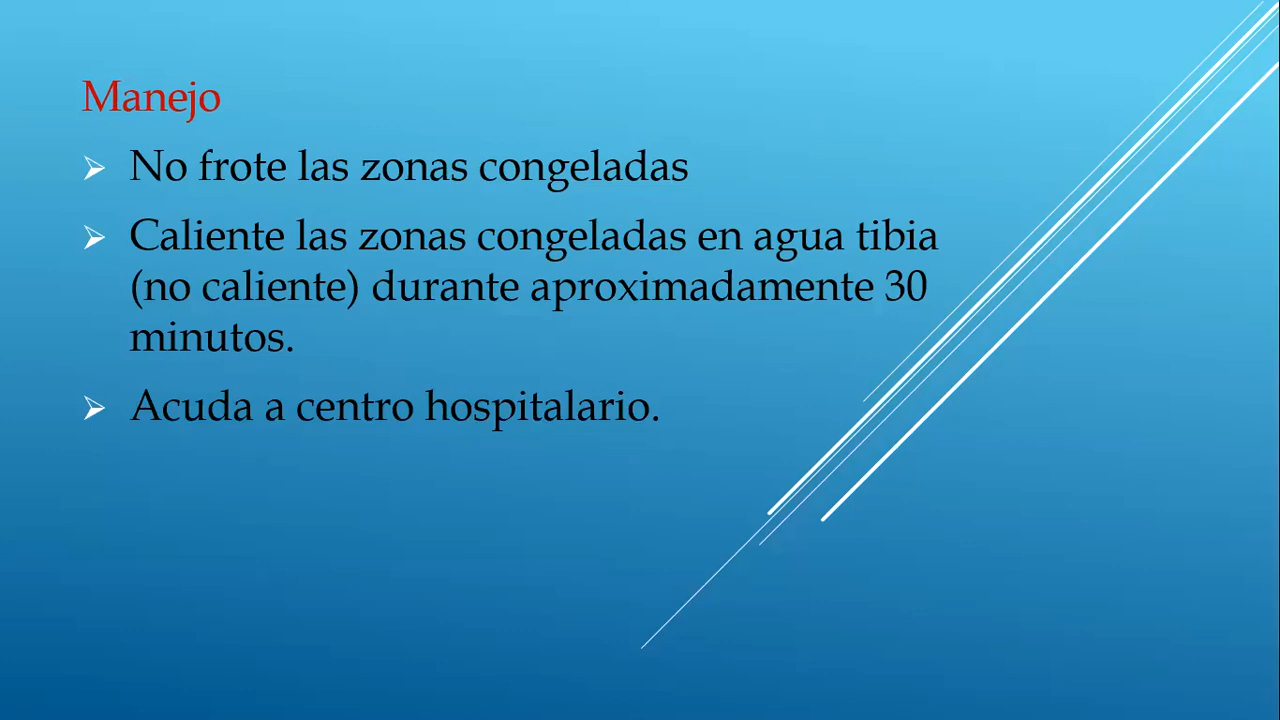 Manejo
No frote las zonas congeladas
Caliente las zonas congeladas en agua tibia
(no caliente) durante aproximadamente 30
minutos.
Acuda a centro hospitalario.